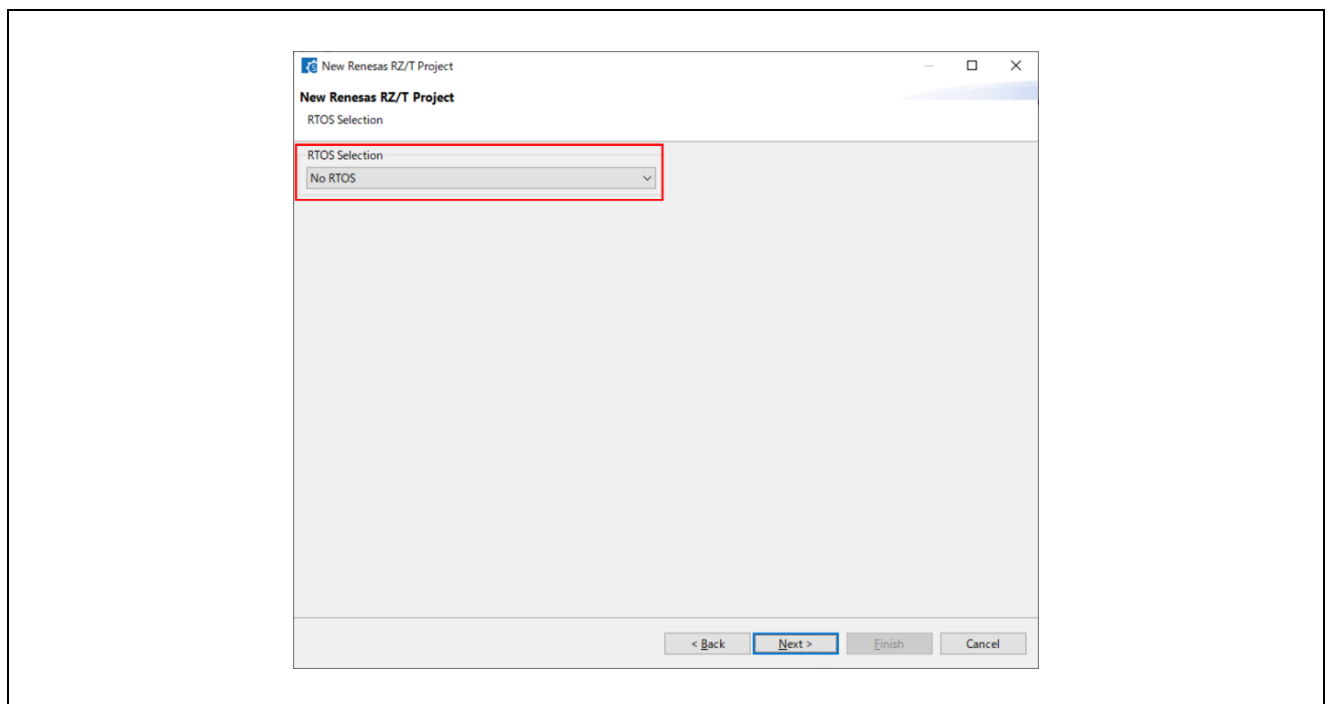 New Renesas RZ/T Project
New Renesas RZ/T Project
RTOS Selection
RTOS Selection
No RTOS
< Back Next > Finish Cancel